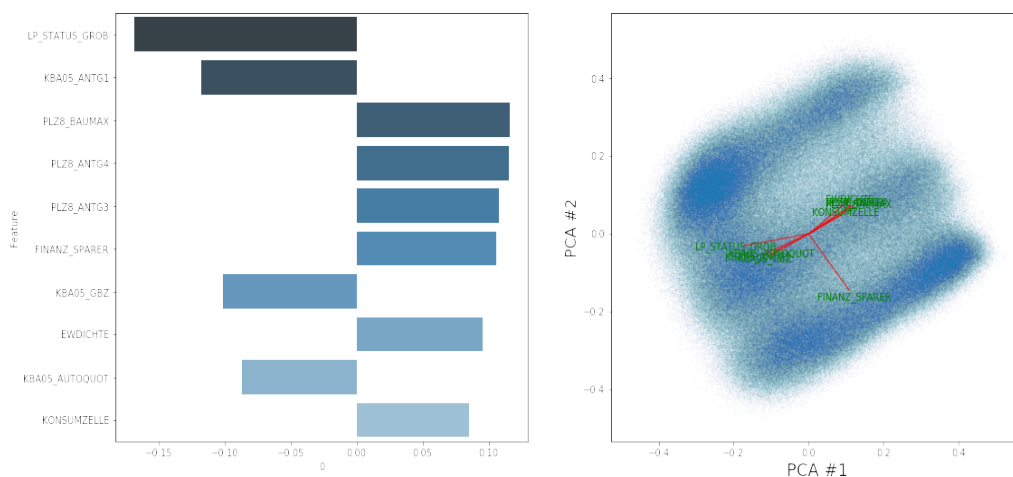 LP_STATUS_GROB
KBA05_ANTG1
PLZ8_BAUMAX
PLZ8_ANTG4
PLZ8_ANTG3
FINANZ_SPARER
KBA05_GBZ
EWDICHTE
KBA05_AUTOQUOT
KONSUMZELLE
Feature
−0.15 −0.10 −0.05 0.00 0.05 0.10
0
0.4
0.2
0.0
−0.2
−0.4
PCA #2
EWDICHTE
KONSUMZELLE
LP_STATUS_GROB
FINANZ_SPARER
−0.4 −0.2 0.0 0.2 0.4
PCA #1